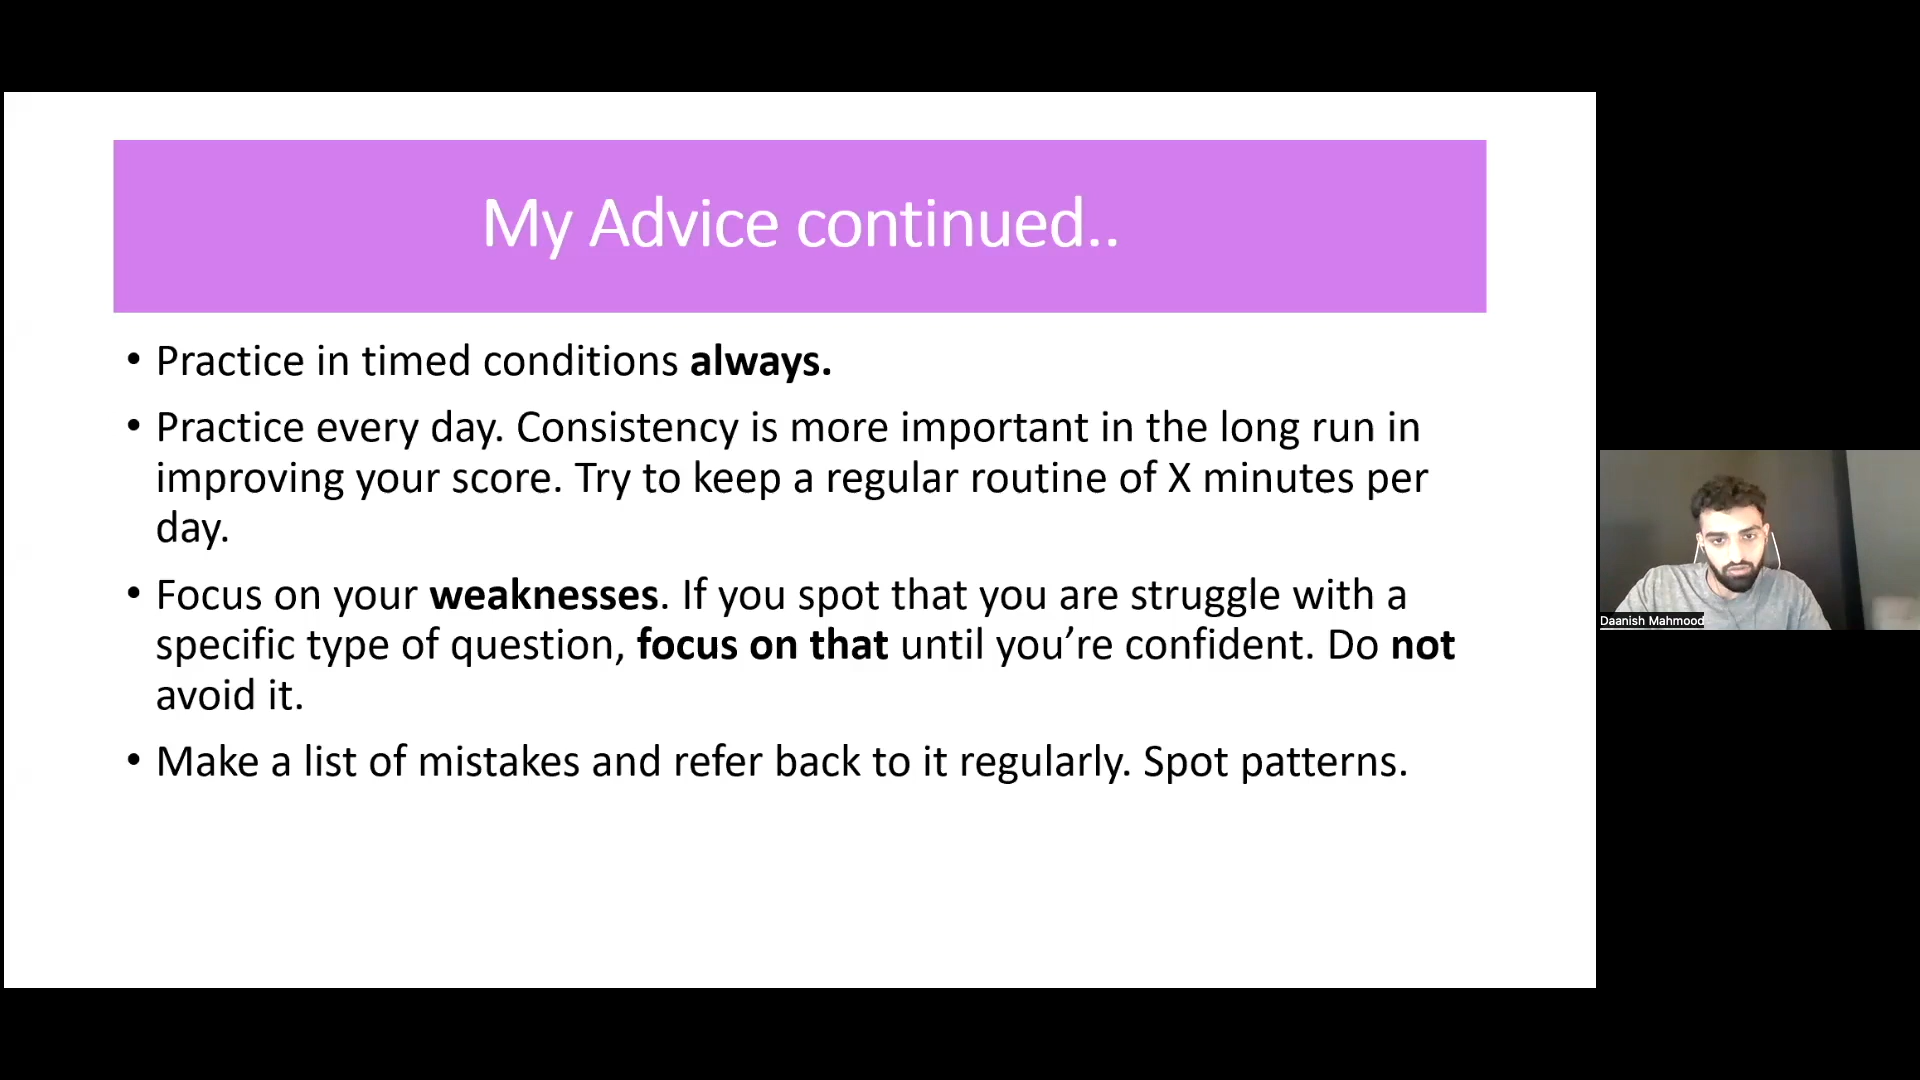 My Advice continued..
• Practice in timed conditions always.
• Practice every day. Consistency is more important in the long run in
improving your score. Try to keep a regular routine of X minutes per
day.
• Focus on your weaknesses. If you spot that you are struggle with a
specific type of question, focus on that until you’re confident. Do not
avoid it.
• Make a list of mistakes and refer back to it regularly. Spot patterns.
Daanish Mahmood